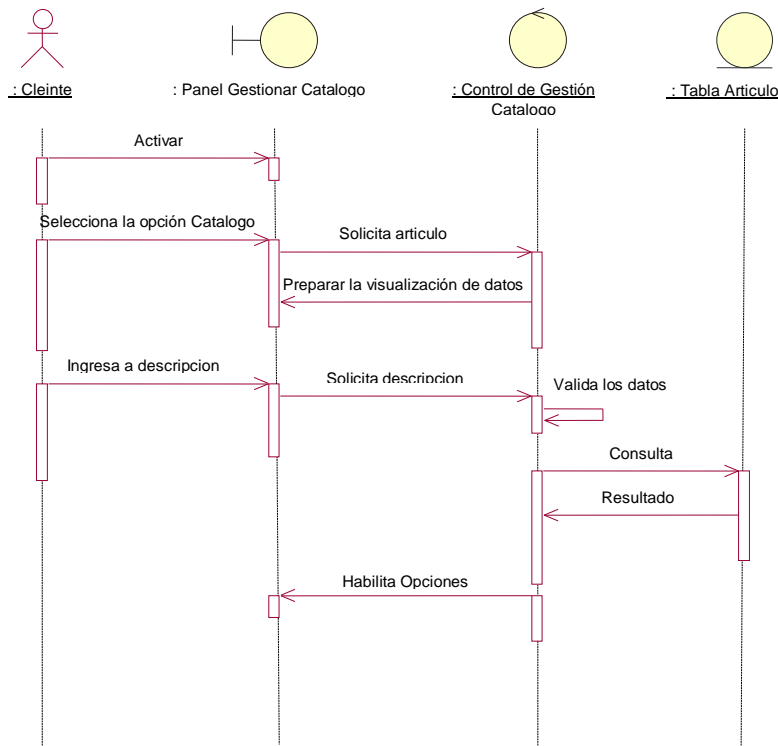 : Cleinte
: Panel Gestionar Catalogo
: Control de Gestión
Catalogo
: Tabla Articulo
Activar
Selecciona la opción Catalogo
Solicita articulo
Preparar la visualización de datos
Ingresa a descripcion
Solicita descripcion
Valida los datos
Consulta
Resultado
Habilita Opciones